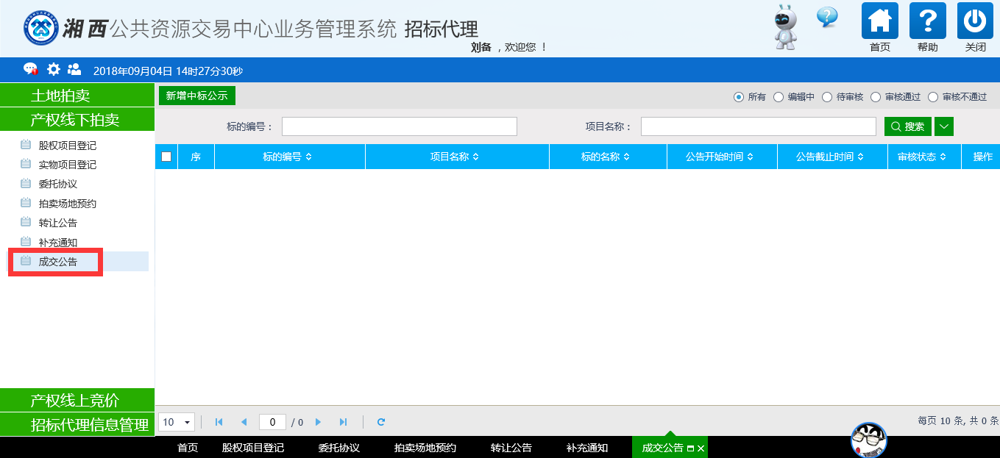 湘西公共资源交易中心业务管理系统 招标代理
刘备 ，欢迎您 ！
首页
帮助
关闭
2018年09月04日 14时27分30秒
土地拍卖
产权线下拍卖
股权项目登记
实物项目登记
委托协议
拍卖场地预约
转让公告
补充通知
成交公告
产权线上竞价
招标代理信息管理
新增中标公示
所有 编辑中 待审核 审核通过 审核不通过
标的编号： 项目名称： 搜索
序 标的编号 项目名称 标的名称 公告开始时间 公告截止时间 审核状态 操作
10 0 / 0 每页 10 条, 共 0 条
首页 股权项目登记 委托协议 拍卖场地预约 转让公告 补充通知 成交公告